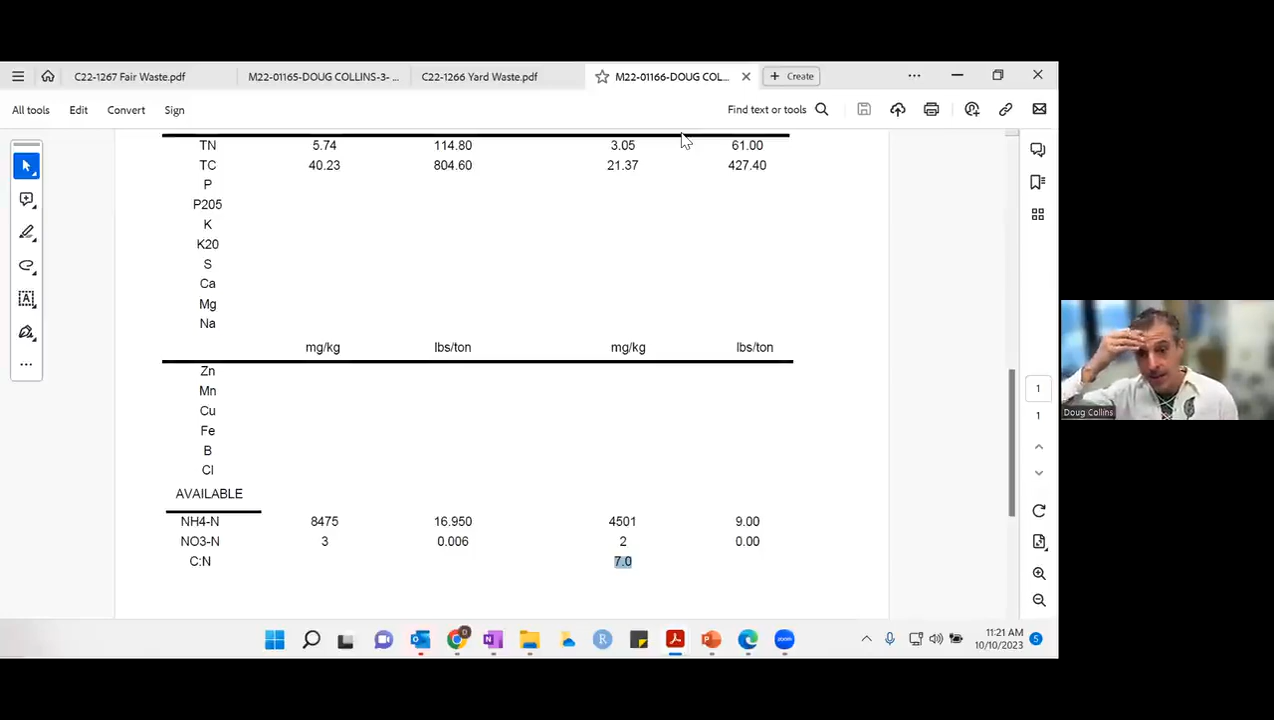 C22-1267 Fair Waste.pdf
M22-01165-DOUG COLLINS-3- ...
C22-1266 Yard Waste.pdf
M22-01166-DOUG COL...
Create
All tools
Edit
Convert
Sign
Find text or tools
TN 5.74 114.80 3.05 61.00
TC 40.23 804.60 21.37 427.40
P
P205
K
K20
S
Ca
Mg
Na
mg/kg lbs/ton mg/kg lbs/ton
Zn
Mn
Cu
Fe
B
Cl
AVAILABLE
NH4-N 8475 16.950 4501 9.00
NO3-N 3 0.006 2 0.00
C:N 7.0
1
1
Doug Collins
11:21 AM
10/10/2023
5